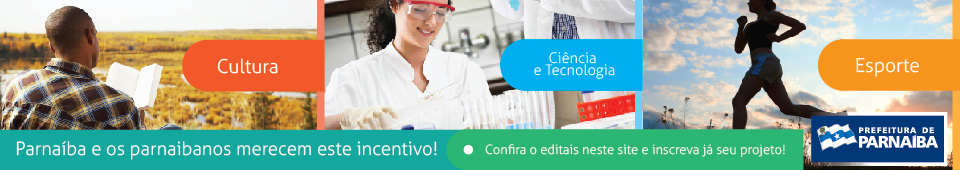 Cultura
Ciência
e Tecnologia
Esporte
Parnaíba e os parnaibanos merecem este incentivo!
Confira o editais neste site e inscreva já seu projeto!
PREFEITURA DE
PARNAÍBA